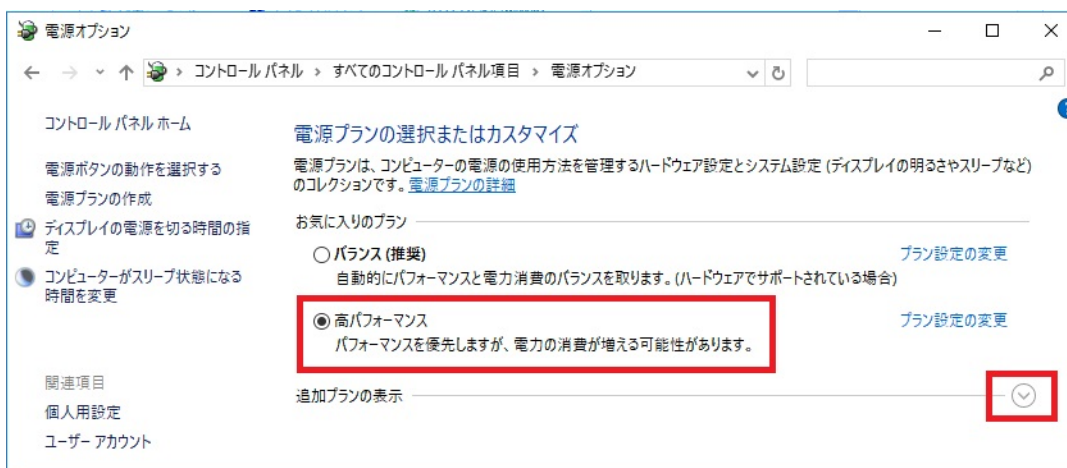 電源オプション
コントロール パネル › すべてのコントロール パネル項目 › 電源オプション
コントロール パネル ホーム
電源ボタンの動作を選択する
電源プランの作成
ディスプレイの電源を切る時間の指
定
コンピューターがスリープ状態になる
時間を変更
関連項目
個人用設定
ユーザー アカウント
電源プランの選択またはカスタマイズ
電源プランは、コンピューターの電源の使用方法を管理するハードウェア設定とシステム設定 (ディスプレイの明るさやスリープなど)
のコレクションです。電源プランの詳細
お気に入りのプラン
バランス (推奨) プラン設定の変更
自動的にパフォーマンスと電力消費のバランスを取ります。(ハードウェアでサポートされている場合)
高パフォーマンス プラン設定の変更
パフォーマンスを優先しますが、電力の消費が増える可能性があります。
追加プランの表示